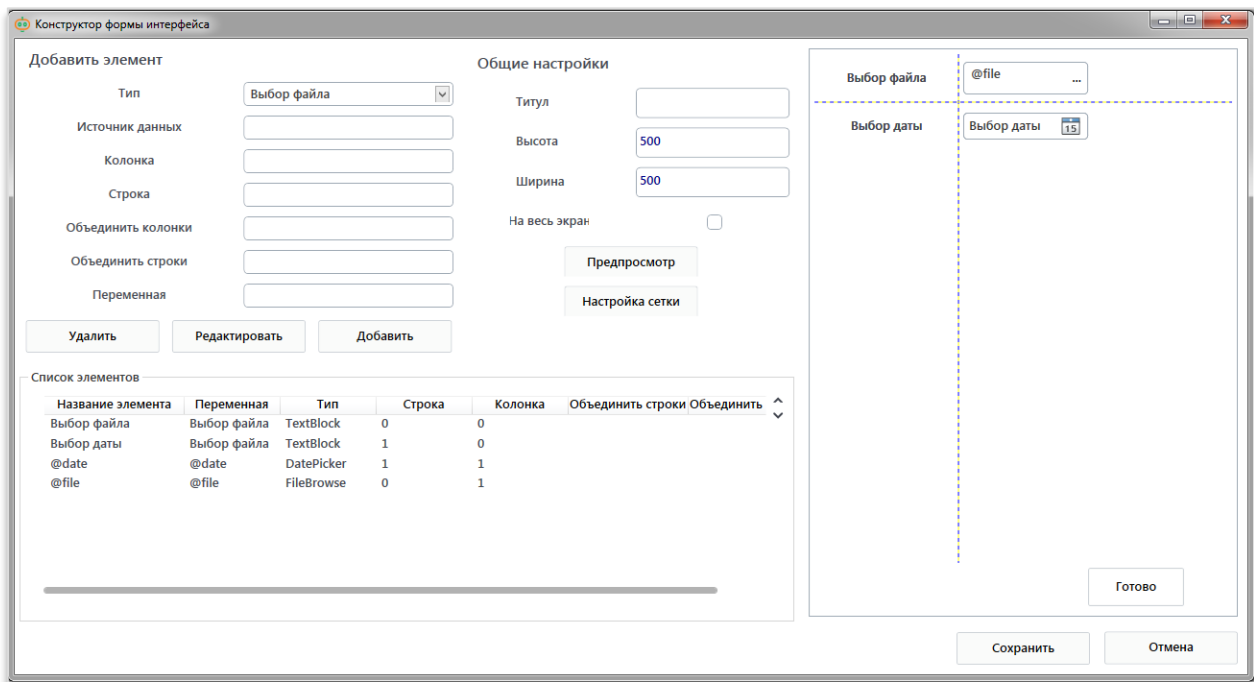 Конструктор формы интерфейса
Добавить элемент
Тип
Выбор файла
Источник данных
Колонка
Строка
Объединить колонки
Объединить строки
Переменная
Удалить Редактировать Добавить
Общие настройки
Титул
Высота 500
Ширина 500
На весь экран
Предпросмотр
Настройка сетки
Список элементов
Название элемента Переменная Тип Строка Колонка Объединить строки Объединить
Выбор файла Выбор файла TextBlock 0 0
Выбор даты Выбор файла TextBlock 1 0
@date @date DatePicker 1 1
@file @file FileBrowse 0 1
Выбор файла @file ...
Выбор даты Выбор даты 15
Готово
Сохранить Отмена